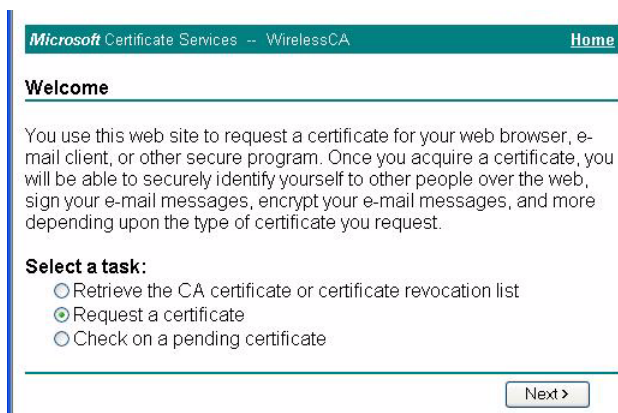 Microsoft Certificate Services -- WirelessCA Home
Welcome
You use this web site to request a certificate for your web browser, e-
mail client, or other secure program. Once you acquire a certificate, you
will be able to securely identify yourself to other people over the web,
sign your e-mail messages, encrypt your e-mail messages, and more
depending upon the type of certificate you request.
Select a task:
Retrieve the CA certificate or certificate revocation list
Request a certificate
Check on a pending certificate
Next >